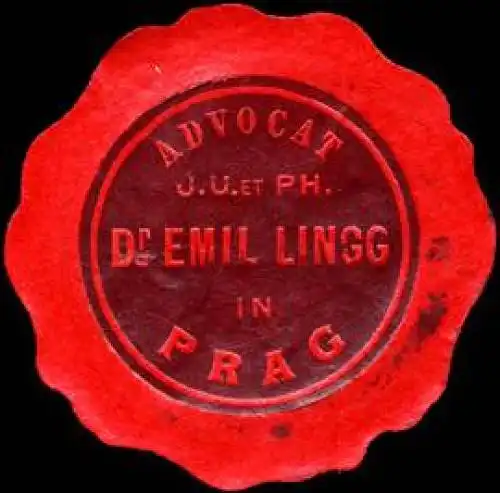 ADVOCAT
J.U. ET PH.
DR EMIL LINGG
IN
PRAG